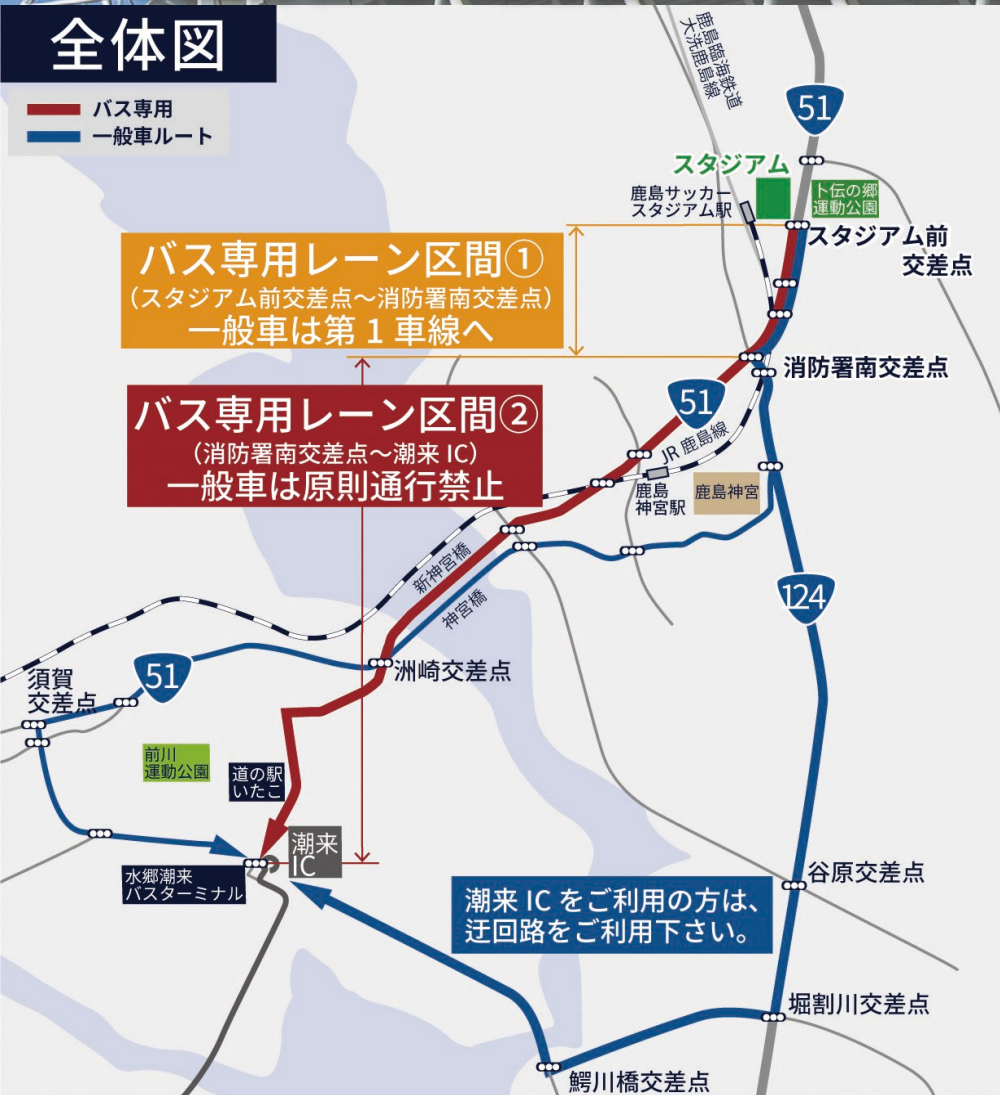 全体図
バス専用
一般車ルート
鹿島臨海鉄道
大洗鹿島線
51
スタジアム
鹿島サッカー
スタジアム駅
卜伝の郷
運動公園
スタジアム前
交差点
バス専用レーン区間①
（スタジアム前交差点～消防署南交差点）
一般車は第1車線へ
消防署南交差点
バス専用レーン区間②
（消防署南交差点～潮来 IC）
一般車は原則通行禁止
51
JR 鹿島線
鹿島
神宮駅
鹿島神宮
新神宮橋
神宮橋
124
洲崎交差点
51
須賀
交差点
前川
運動公園
道の駅
いたこ
潮来
IC
水郷潮来
バスターミナル
谷原交差点
潮来 IC をご利用の方は、
迂回路をご利用下さい。
堀割川交差点
鰐川橋交差点